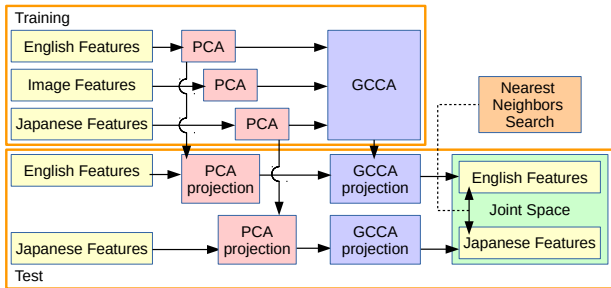 Training
English Features
PCA
Image Features
PCA
GCCA
Japanese Features
PCA
Nearest
Neighbors
Search
English Features
PCA
projection
GCCA
projection
English Features
Joint Space
Japanese Features
PCA
projection
GCCA
projection
Japanese Features
Test